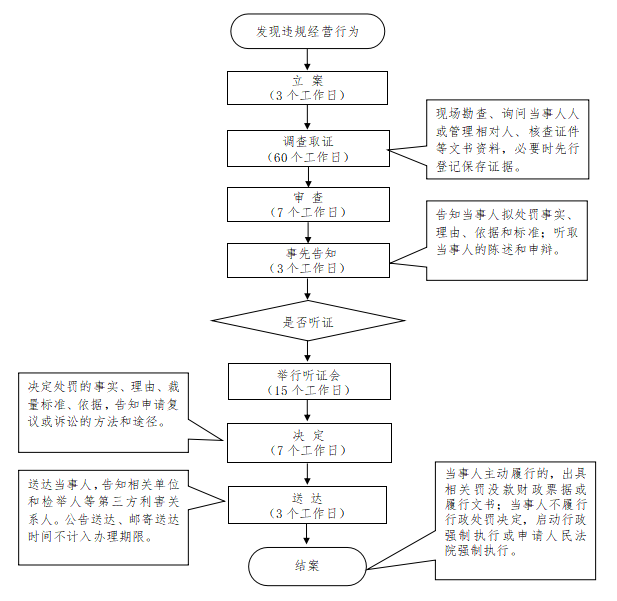 发现违规经营行为
立 案
（3 个工作日）
调查取证
（60 个工作日）
现场勘查、询问当事人人
或管理相对人、核查证件
等文书资料，必要时先行
登记保存证据。
审 查
（7 个工作日）
事先告知
（3 个工作日）
告知当事人拟处罚事实、
理由、依据和标准；听取
当事人的陈述和申辩。
是否听证
举行听证会
（15 个工作日）
决定处罚的事实、理由、裁
量标准、依据，告知申请复
议或诉讼的方法和途径。
决 定
（7 个工作日）
送达当事人，告知相关单位
和检举人等第三方利害关
系人。公告送达、邮寄送达
时间不计入办理期限。
送 达
（3 个工作日）
当事人主动履行的，出具
相关罚没款财政票据或
履行文书；当事人不履行
行政处罚决定，启动行政
强制执行或申请人民法
院强制执行。
结案